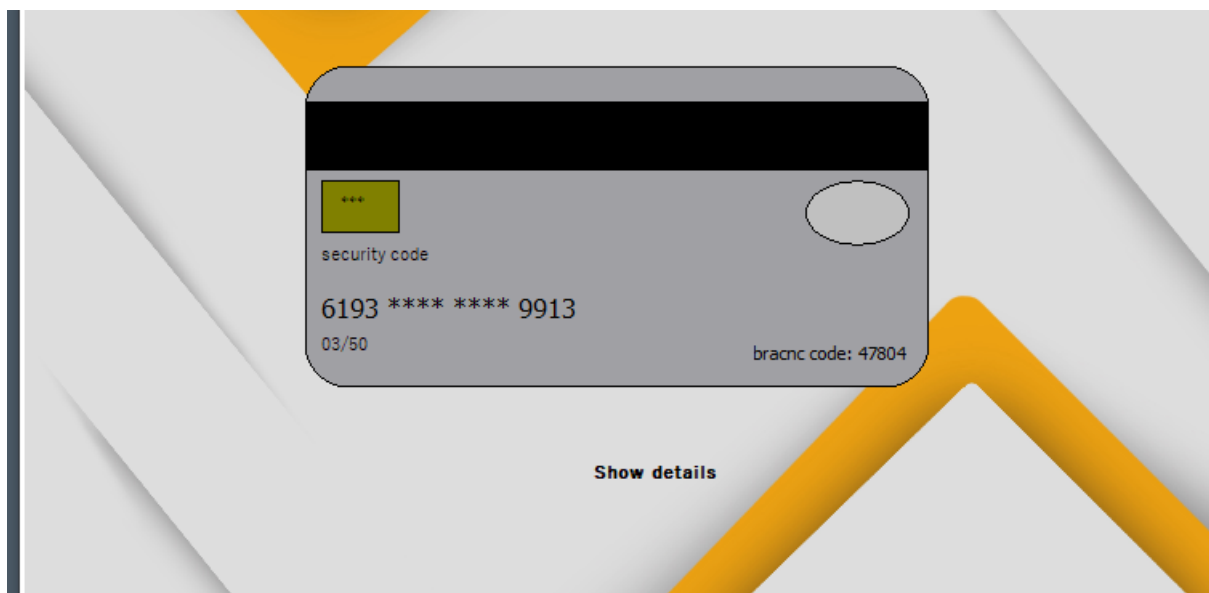 ***
security code
6193 **** **** 9913
03/50
bracnc code: 47804
Show details